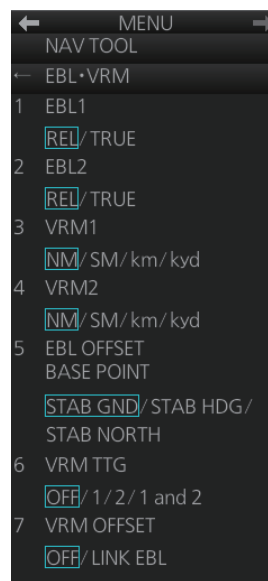 ← MENU →
NAV TOOL
← EBL•VRM
1 EBL1
REL/TRUE
2 EBL2
REL/TRUE
3 VRM1
NM/SM/km/kyd
4 VRM2
NM/SM/km/kyd
5 EBL OFFSET
BASE POINT
STAB GND/STAB HDG/
STAB NORTH
6 VRM TTG
OFF/1/2/1 and 2
7 VRM OFFSET
OFF/LINK EBL